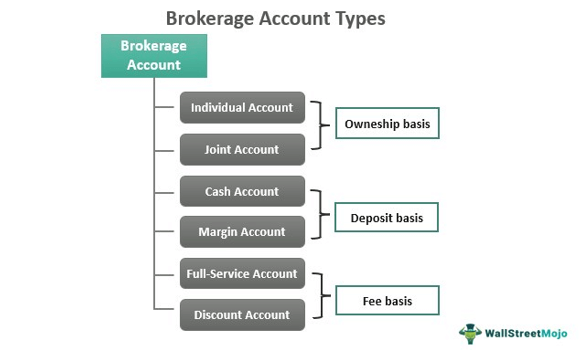 Brokerage Account Types
Brokerage
Account
Individual Account
Joint Account
Owneship basis
Cash Account
Margin Account
Deposit basis
Full-Service Account
Discount Account
Fee basis
WallStreetMojo